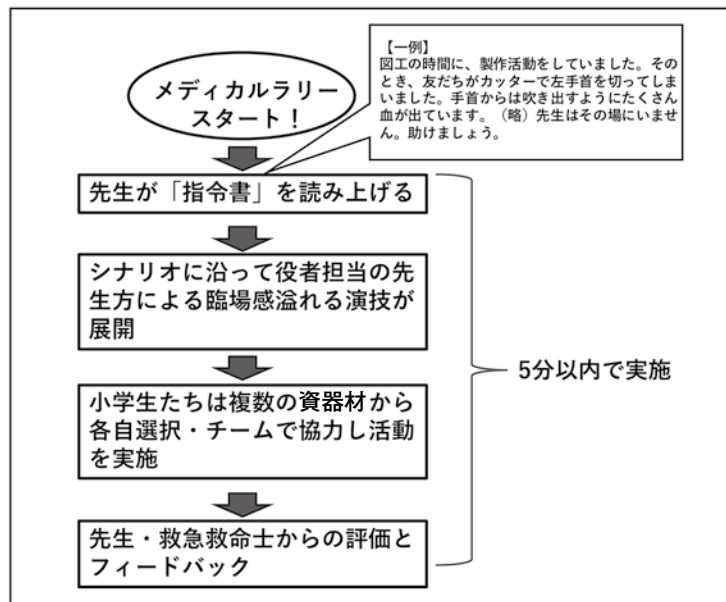 メディカルラリー
スタート！
【一例】
図工の時間に、製作活動をしていました。その
とき、友だちがカッターで左手首を切ってしま
いました。手首からは吹き出すようにたくさん
血が出ています。（略）先生はその場にいませ
ん。助けましょう。
先生が「指令書」を読み上げる
シナリオに沿って役者担当の先
生方による臨場感溢れる演技が
展開
小学生たちは複数の資器材から
各自選択・チームで協力し活動
を実施
先生・救急救命士からの評価と
フィードバック
5分以内で実施